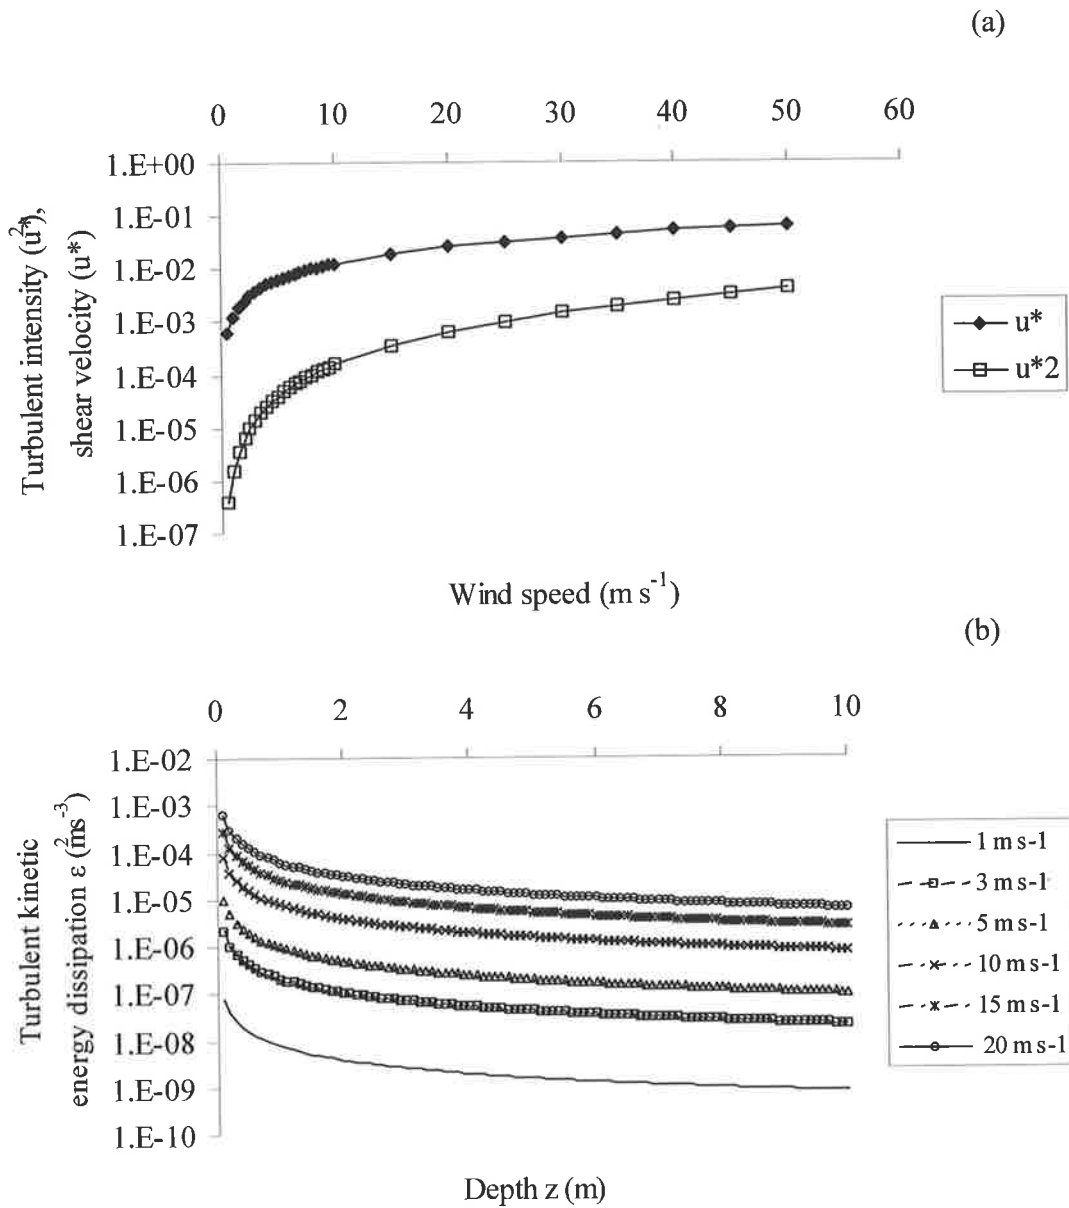 (a)
0 10 20 30 40 50 60
1.E+00
1.E-01
1.E-02
1.E-03
1.E-04
1.E-05
1.E-06
1.E-07
Turbulent intensity (u*2),
shear velocity (u*)
u*
u*2
Wind speed (m s-1)
(b)
0 2 4 6 8 10
1.E-02
1.E-03
1.E-04
1.E-05
1.E-06
1.E-07
1.E-08
1.E-09
1.E-10
Turbulent kinetic
energy dissipation ε (m2s-3)
1 m s-1
3 m s-1
5 m s-1
10 m s-1
15 m s-1
20 m s-1
Depth z (m)